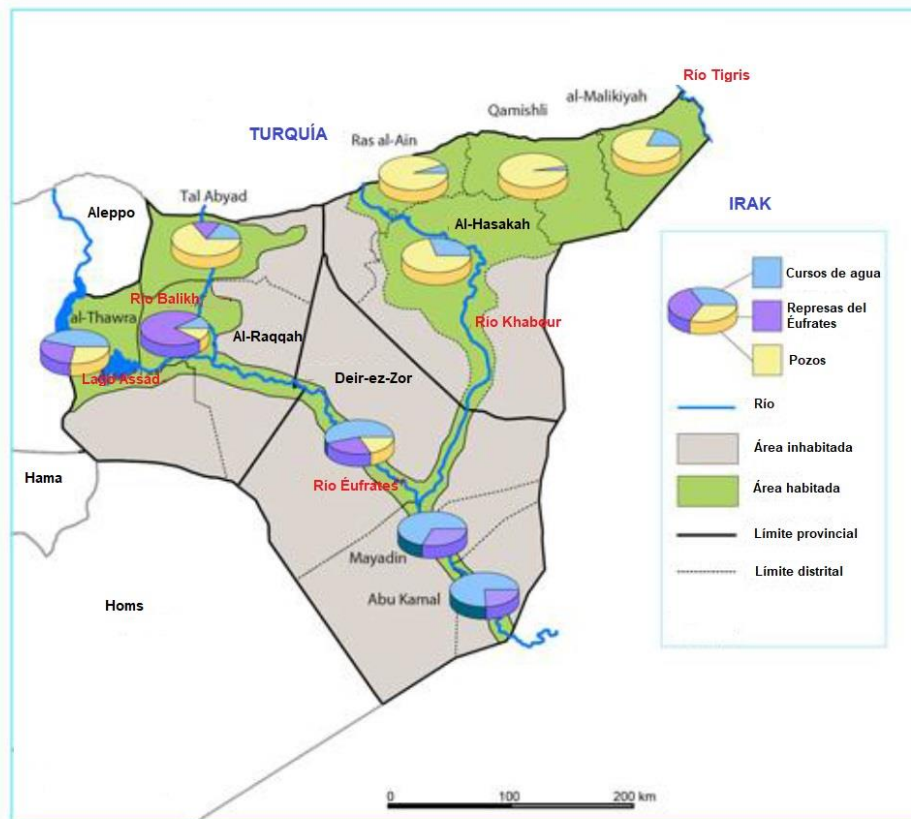 Río Tigris
al-Malikiyah
Qamishli
TURQUÍA
Ras al-Ain
Tal Abyad
Aleppo
IRAK
Al-Hasakah
Río Balikh
al-Thawra
Río Khabour
Al-Raqqah
Lago Assad
Deir-ez-Zor
Hama
Río Éufrates
Mayadin
Abu Kamal
Homs
Cursos de agua
Represas del
Éufrates
Pozos
Río
Área inhabitada
Área habitada
Límite provincial
Límite distrital
0 100 200 km